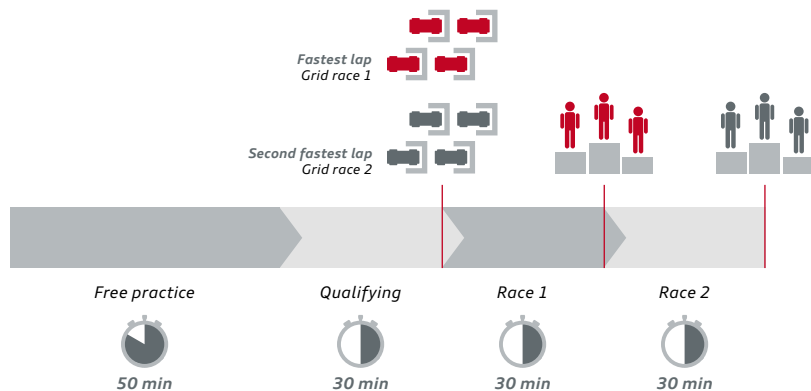 Fastest lap
Grid race 1
Second fastest lap
Grid race 2
Free practice
Qualifying
Race 1
Race 2
50 min
30 min
30 min
30 min